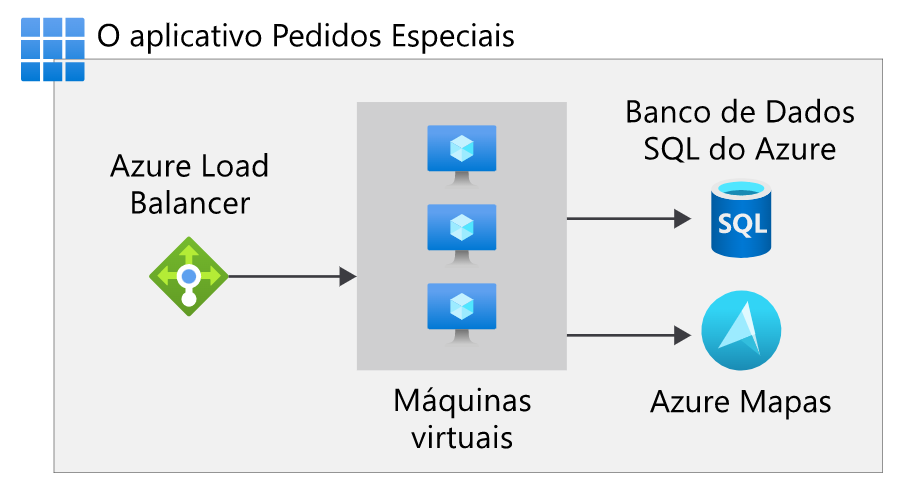 O aplicativo Pedidos Especiais
Azure Load
Balancer
Máquinas
virtuais
Banco de Dados
SQL do Azure
SQL
Azure Mapas